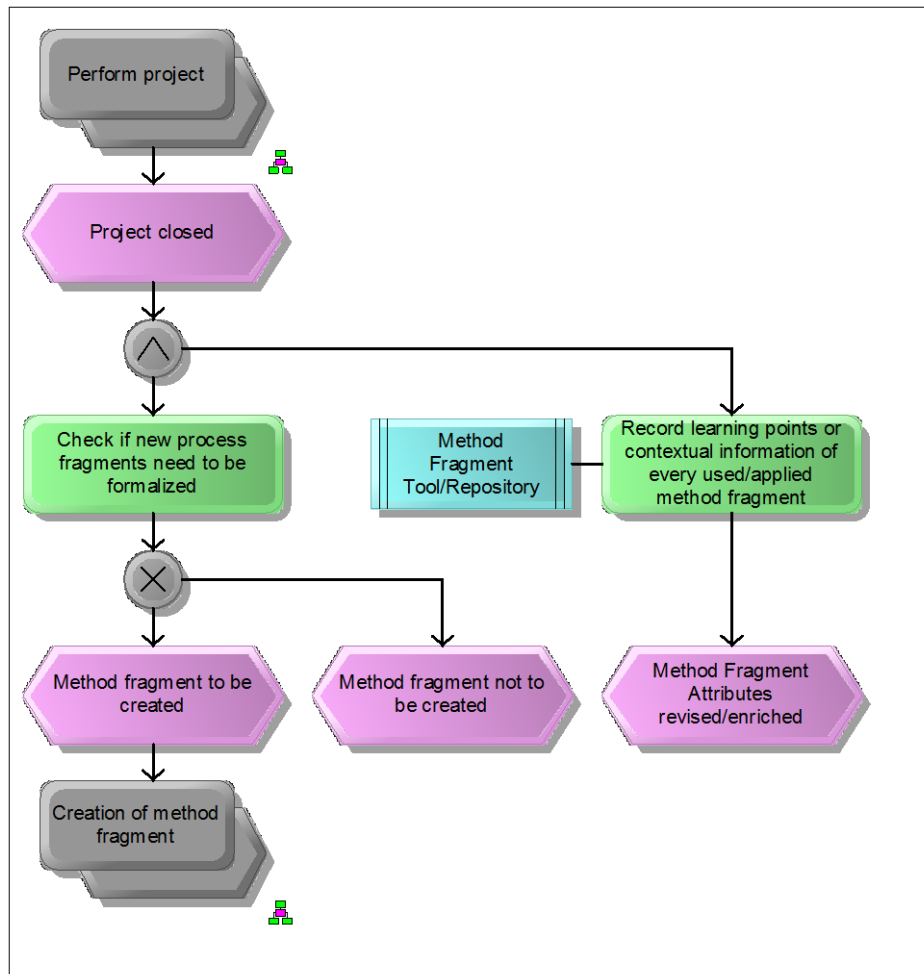 Perform project
Project closed
Check if new process
fragments need to be
formalized
Method
Fragment
Tool/Repository
Record learning points or
contextual information of
every used/applied
method fragment
Method fragment to be
created
Method fragment not to
be created
Method Fragment
Attributes
revised/enriched
Creation of method
fragment